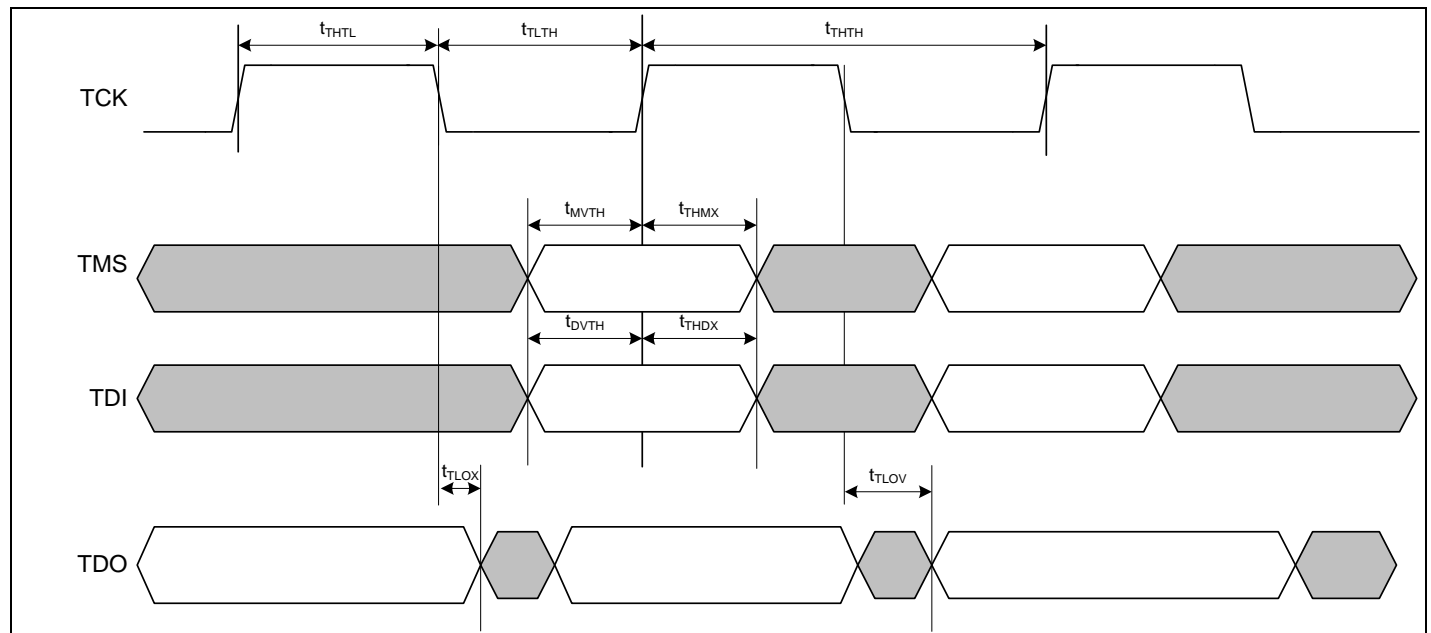 tTHTL tTLTH tTHTH
TCK
tMVTH tTHMX
TMS
tDVTH tTHDX
TDI
tTLOX tTLOV
TDO